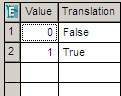 Value Translation
1 0 False
2 1 True